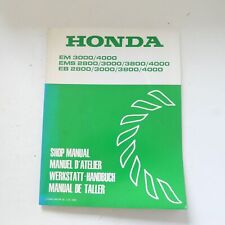 HONDA
EM 3000/4000
EMS 2800/3000/3800/4000
EB 2800/3000/3800/4000
SHOP MANUAL
MANUEL D'ATELIER
WERKSTATT-HANDBUCH
MANUAL DE TALLER